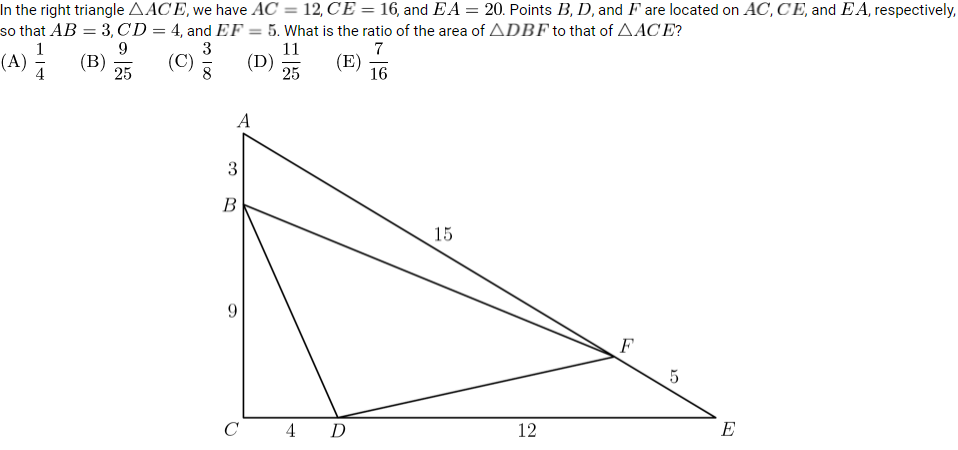 In the right triangle △ACE, we have AC = 12, CE = 16, and EA = 20. Points B, D, and F are located on AC, CE, and EA, respectively,
so that AB = 3, CD = 4, and EF = 5. What is the ratio of the area of △DBF to that of △ACE?
(A) 1/4 (B) 9/25 (C) 3/8 (D) 11/25 (E) 7/16
A
3
B
15
9
F
5
C 4 D 12 E